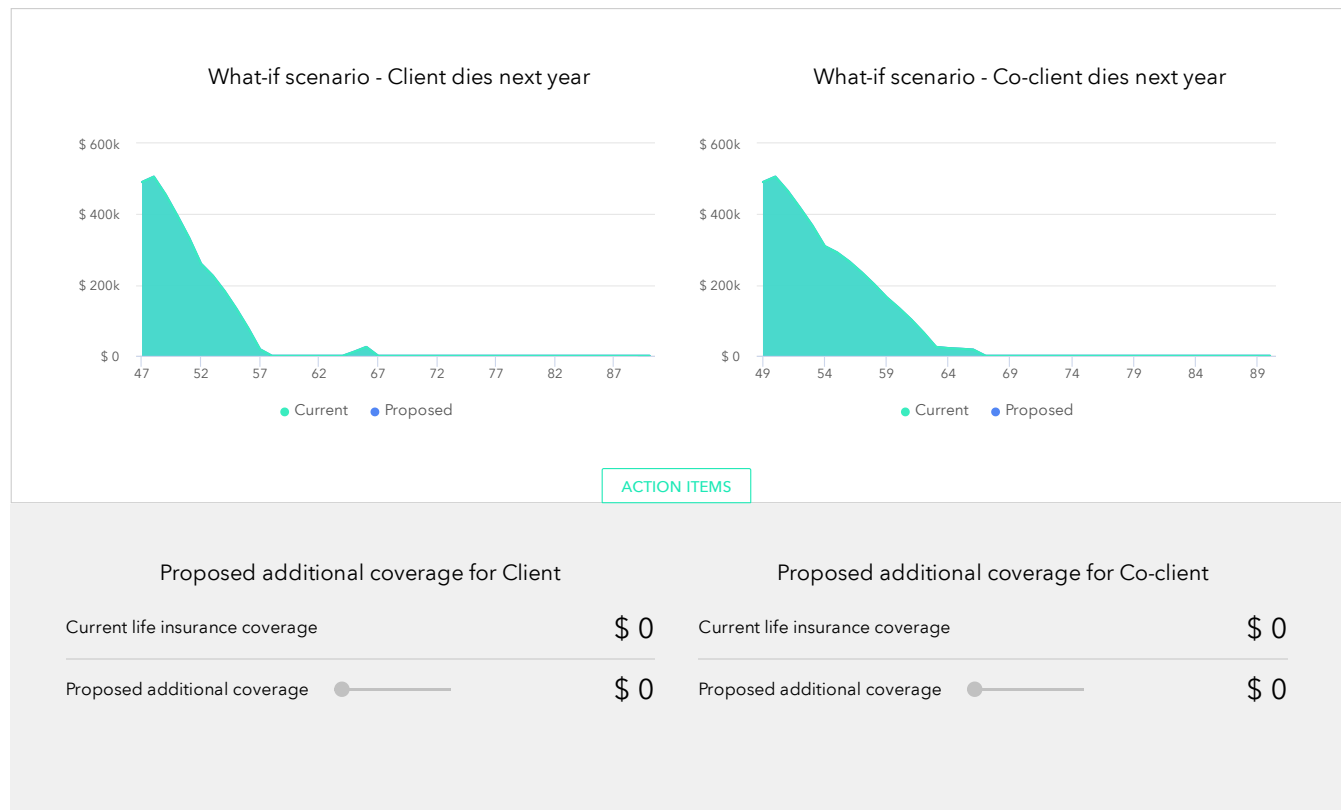 What-if scenario - Client dies next year
$ 600k
$ 400k
$ 200k
$ 0
47 52 57 62 67 72 77 82 87
Current Proposed
What-if scenario - Co-client dies next year
$ 600k
$ 400k
$ 200k
$ 0
49 54 59 64 69 74 79 84 89
Current Proposed
ACTION ITEMS
Proposed additional coverage for Client
Current life insurance coverage $ 0
Proposed additional coverage $ 0
Proposed additional coverage for Co-client
Current life insurance coverage $ 0
Proposed additional coverage $ 0